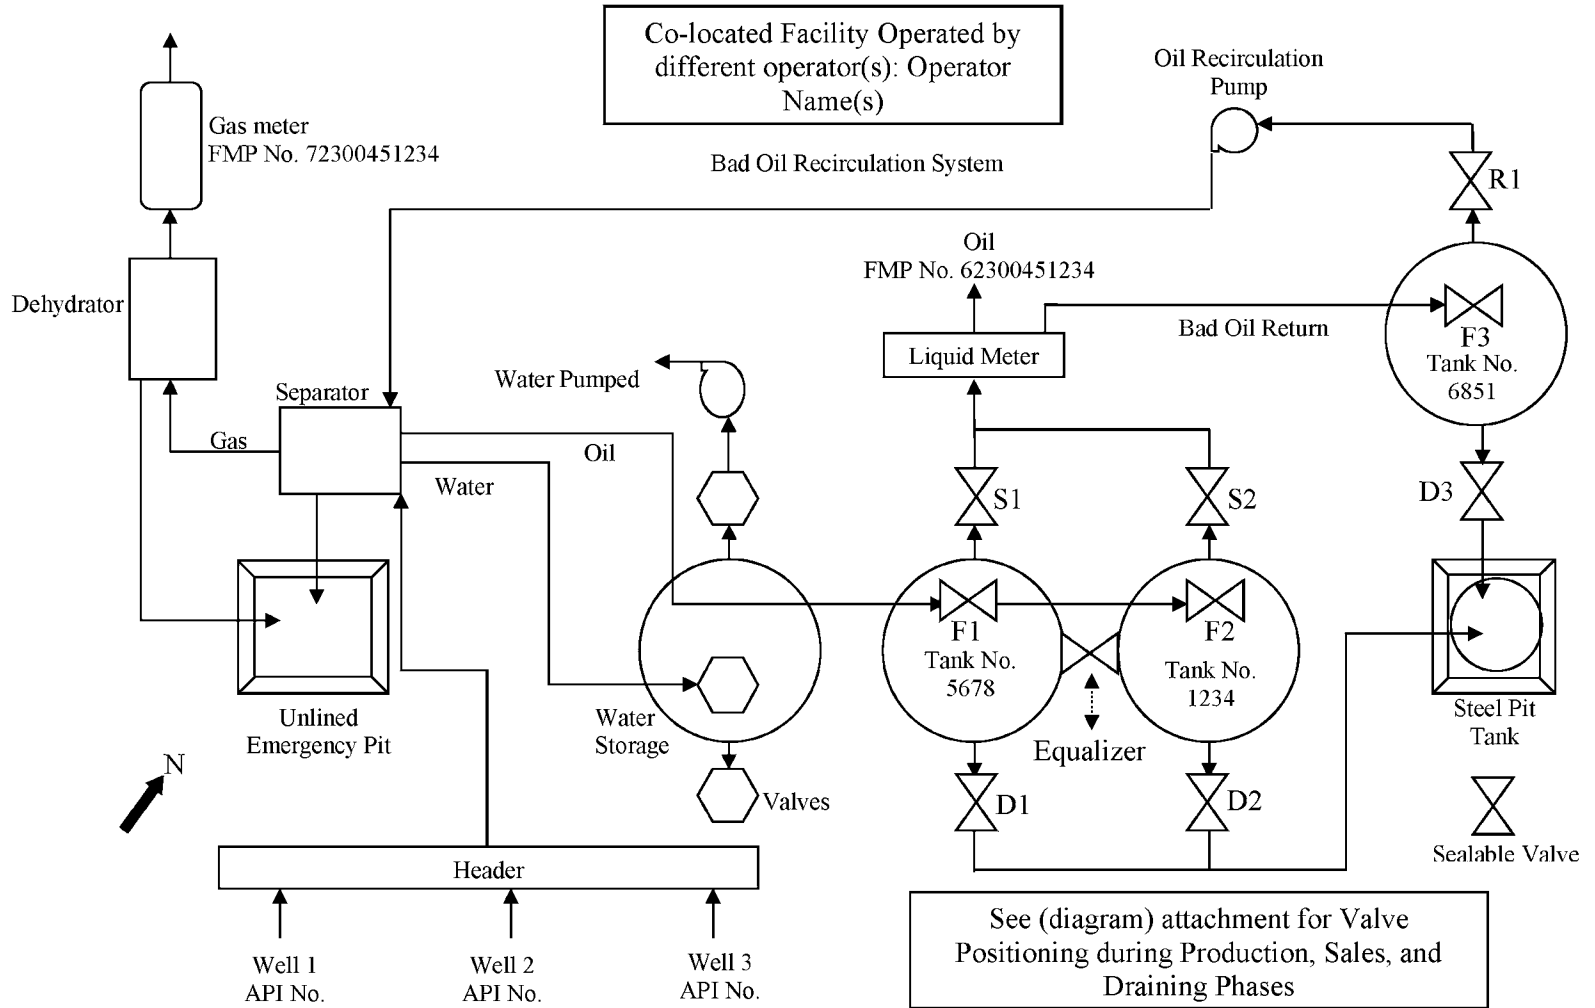 Co-located Facility Operated by
different operator(s): Operator
Name(s)
Oil Recirculation
Pump
Gas meter
FMP No. 72300451234
Bad Oil Recirculation System
R1
Oil
FMP No. 62300451234
Dehydrator
Bad Oil Return
Liquid Meter
F3
Tank No.
6851
Water Pumped
Separator
Gas
Oil
Water
S1
S2
D3
F1
Tank No.
5678
F2
Tank No.
1234
Unlined
Emergency Pit
Water
Storage
Equalizer
Steel Pit
Tank
N
Valves
D1
D2
Sealable Valve
Header
Well 1
API No.
Well 2
API No.
Well 3
API No.
See (diagram) attachment for Valve
Positioning during Production, Sales, and
Draining Phases